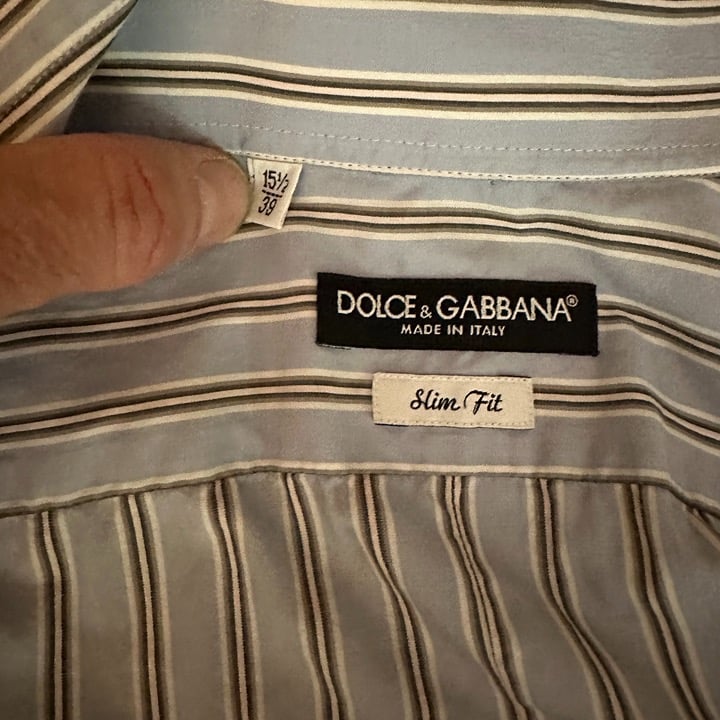 15½
39
DOLCE & GABBANA®
MADE IN ITALY
Slim Fit